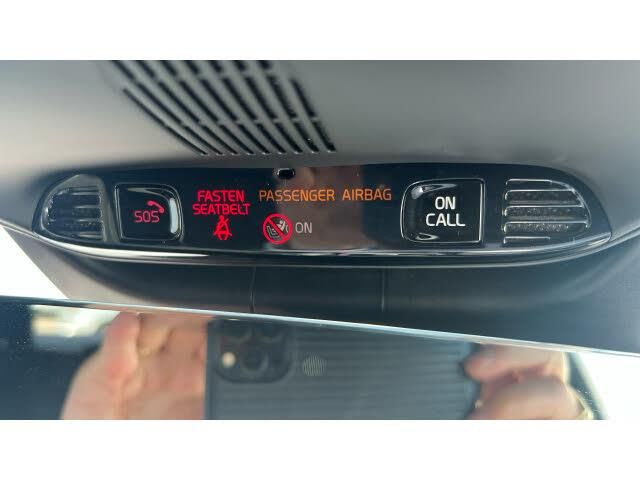 SOS
FASTEN
SEATBELT
PASSENGER AIRBAG
ON
ON
CALL